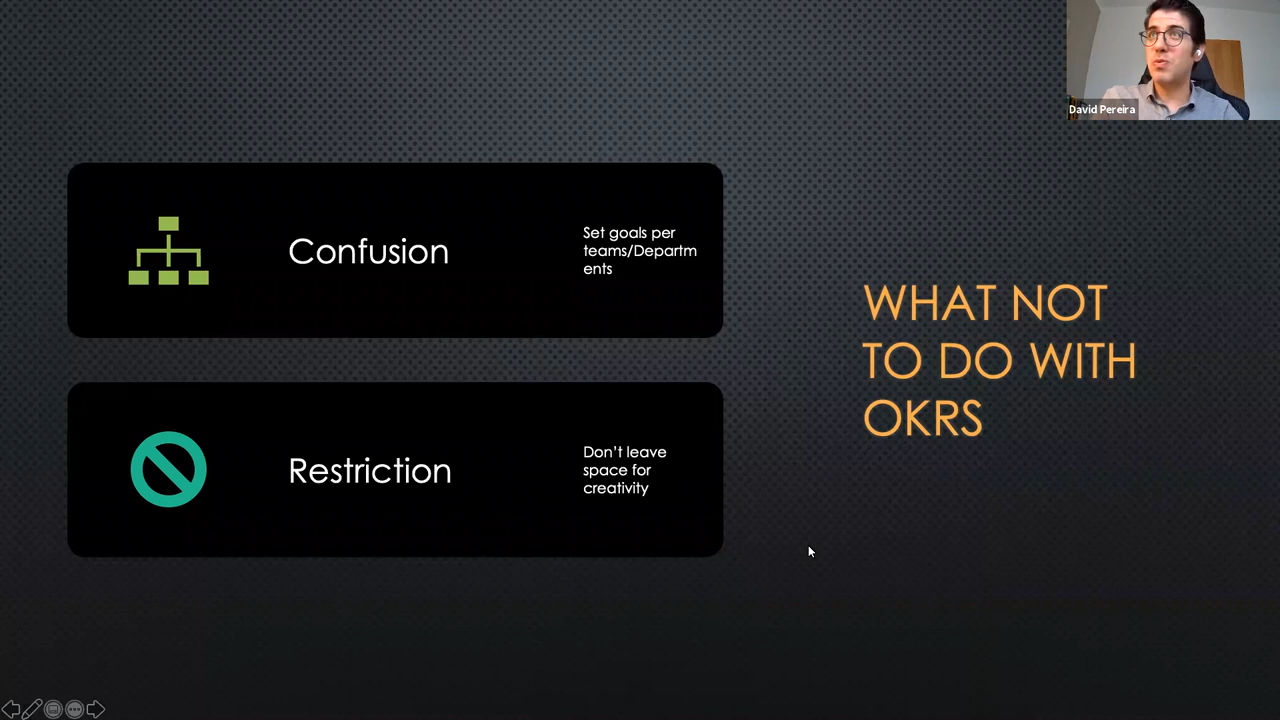 David Pereira
Confusion
Set goals per
teams/Departm
ents
Restriction
Don't leave
space for
creativity
WHAT NOT
TO DO WITH
OKRS